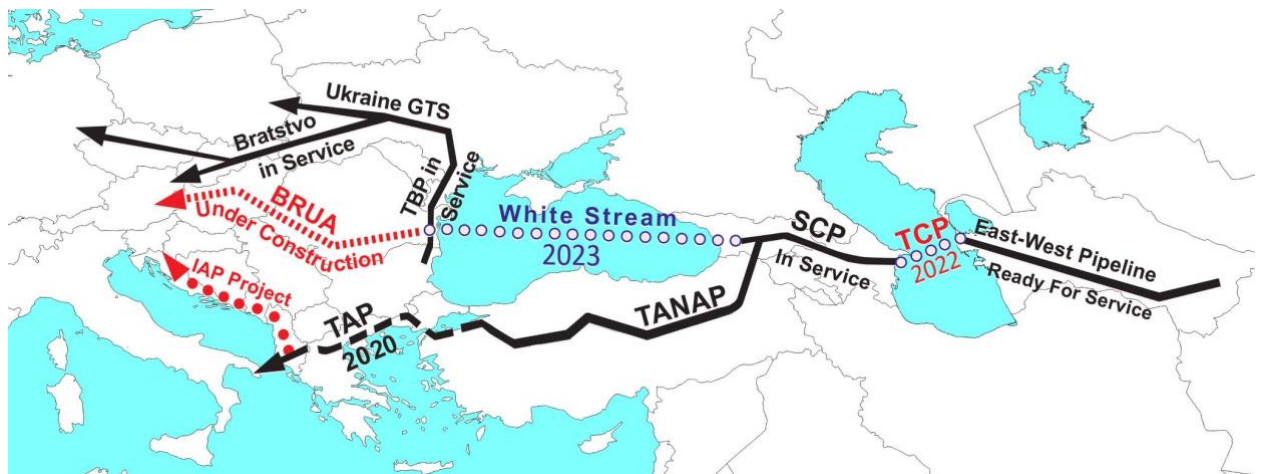 Ukraine GTS
Bratstvo
in Service
TBP in
Service
BRUA
Under Construction
White Stream
2023
SCP
In Service
TCP
2022
East-West Pipeline
Ready For Service
IAP Project
TAP
2020
TANAP